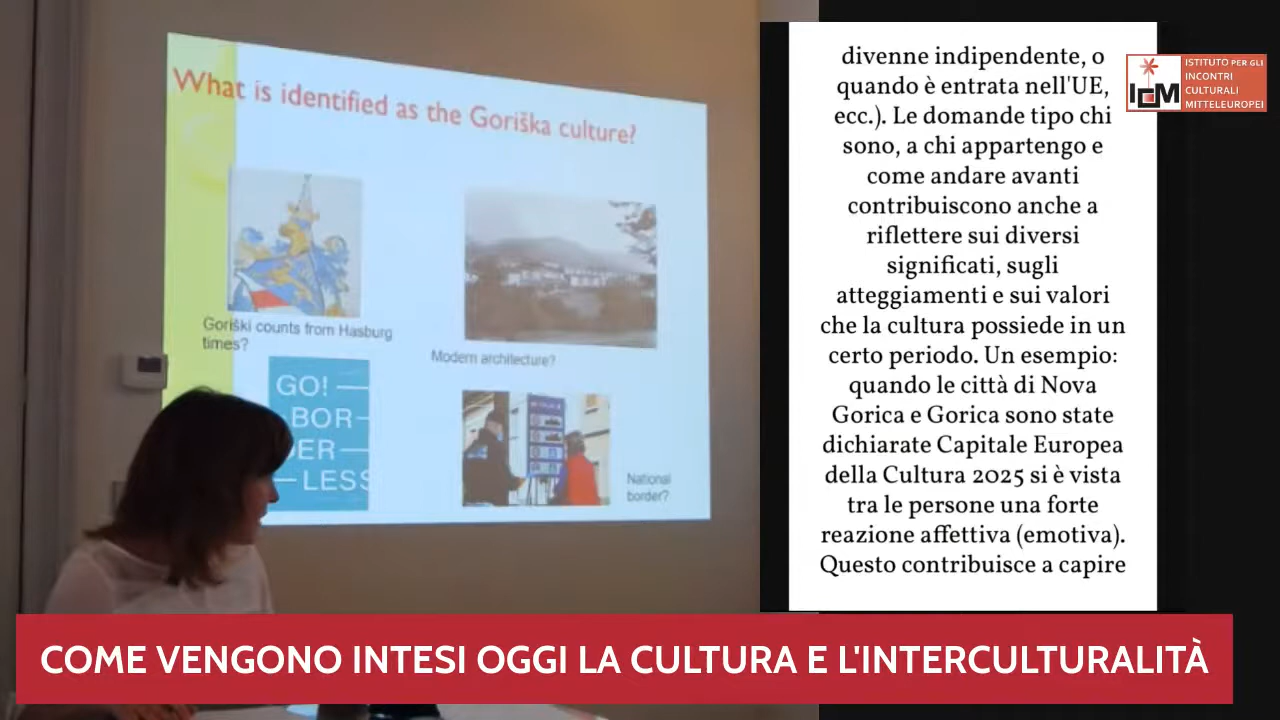 What is identified as the Goriška culture?
Goriški counts from Hasburg
times?
Modern architecture?
GO! —
BOR—
DER —
— LESS
National
border?
divenne indipendente, o
quando è entrata nell'UE,
ecc.). Le domande tipo chi
sono, a chi appartengo e
come andare avanti
contribuiscono anche a
riflettere sui diversi
significati, sugli
atteggiamenti e sui valori
che la cultura possiede in un
certo periodo. Un esempio:
quando le città di Nova
Gorica e Gorica sono state
dichiarate Capitale Europea
della Cultura 2025 si è vista
tra le persone una forte
reazione affettiva (emotiva).
Questo contribuisce a capire
ICM
ISTITUTO PER GLI
INCONTRI
CULTURALI
MITTELEUROPEI
COME VENGONO INTESI OGGI LA CULTURA E L'INTERCULTURALITÀ